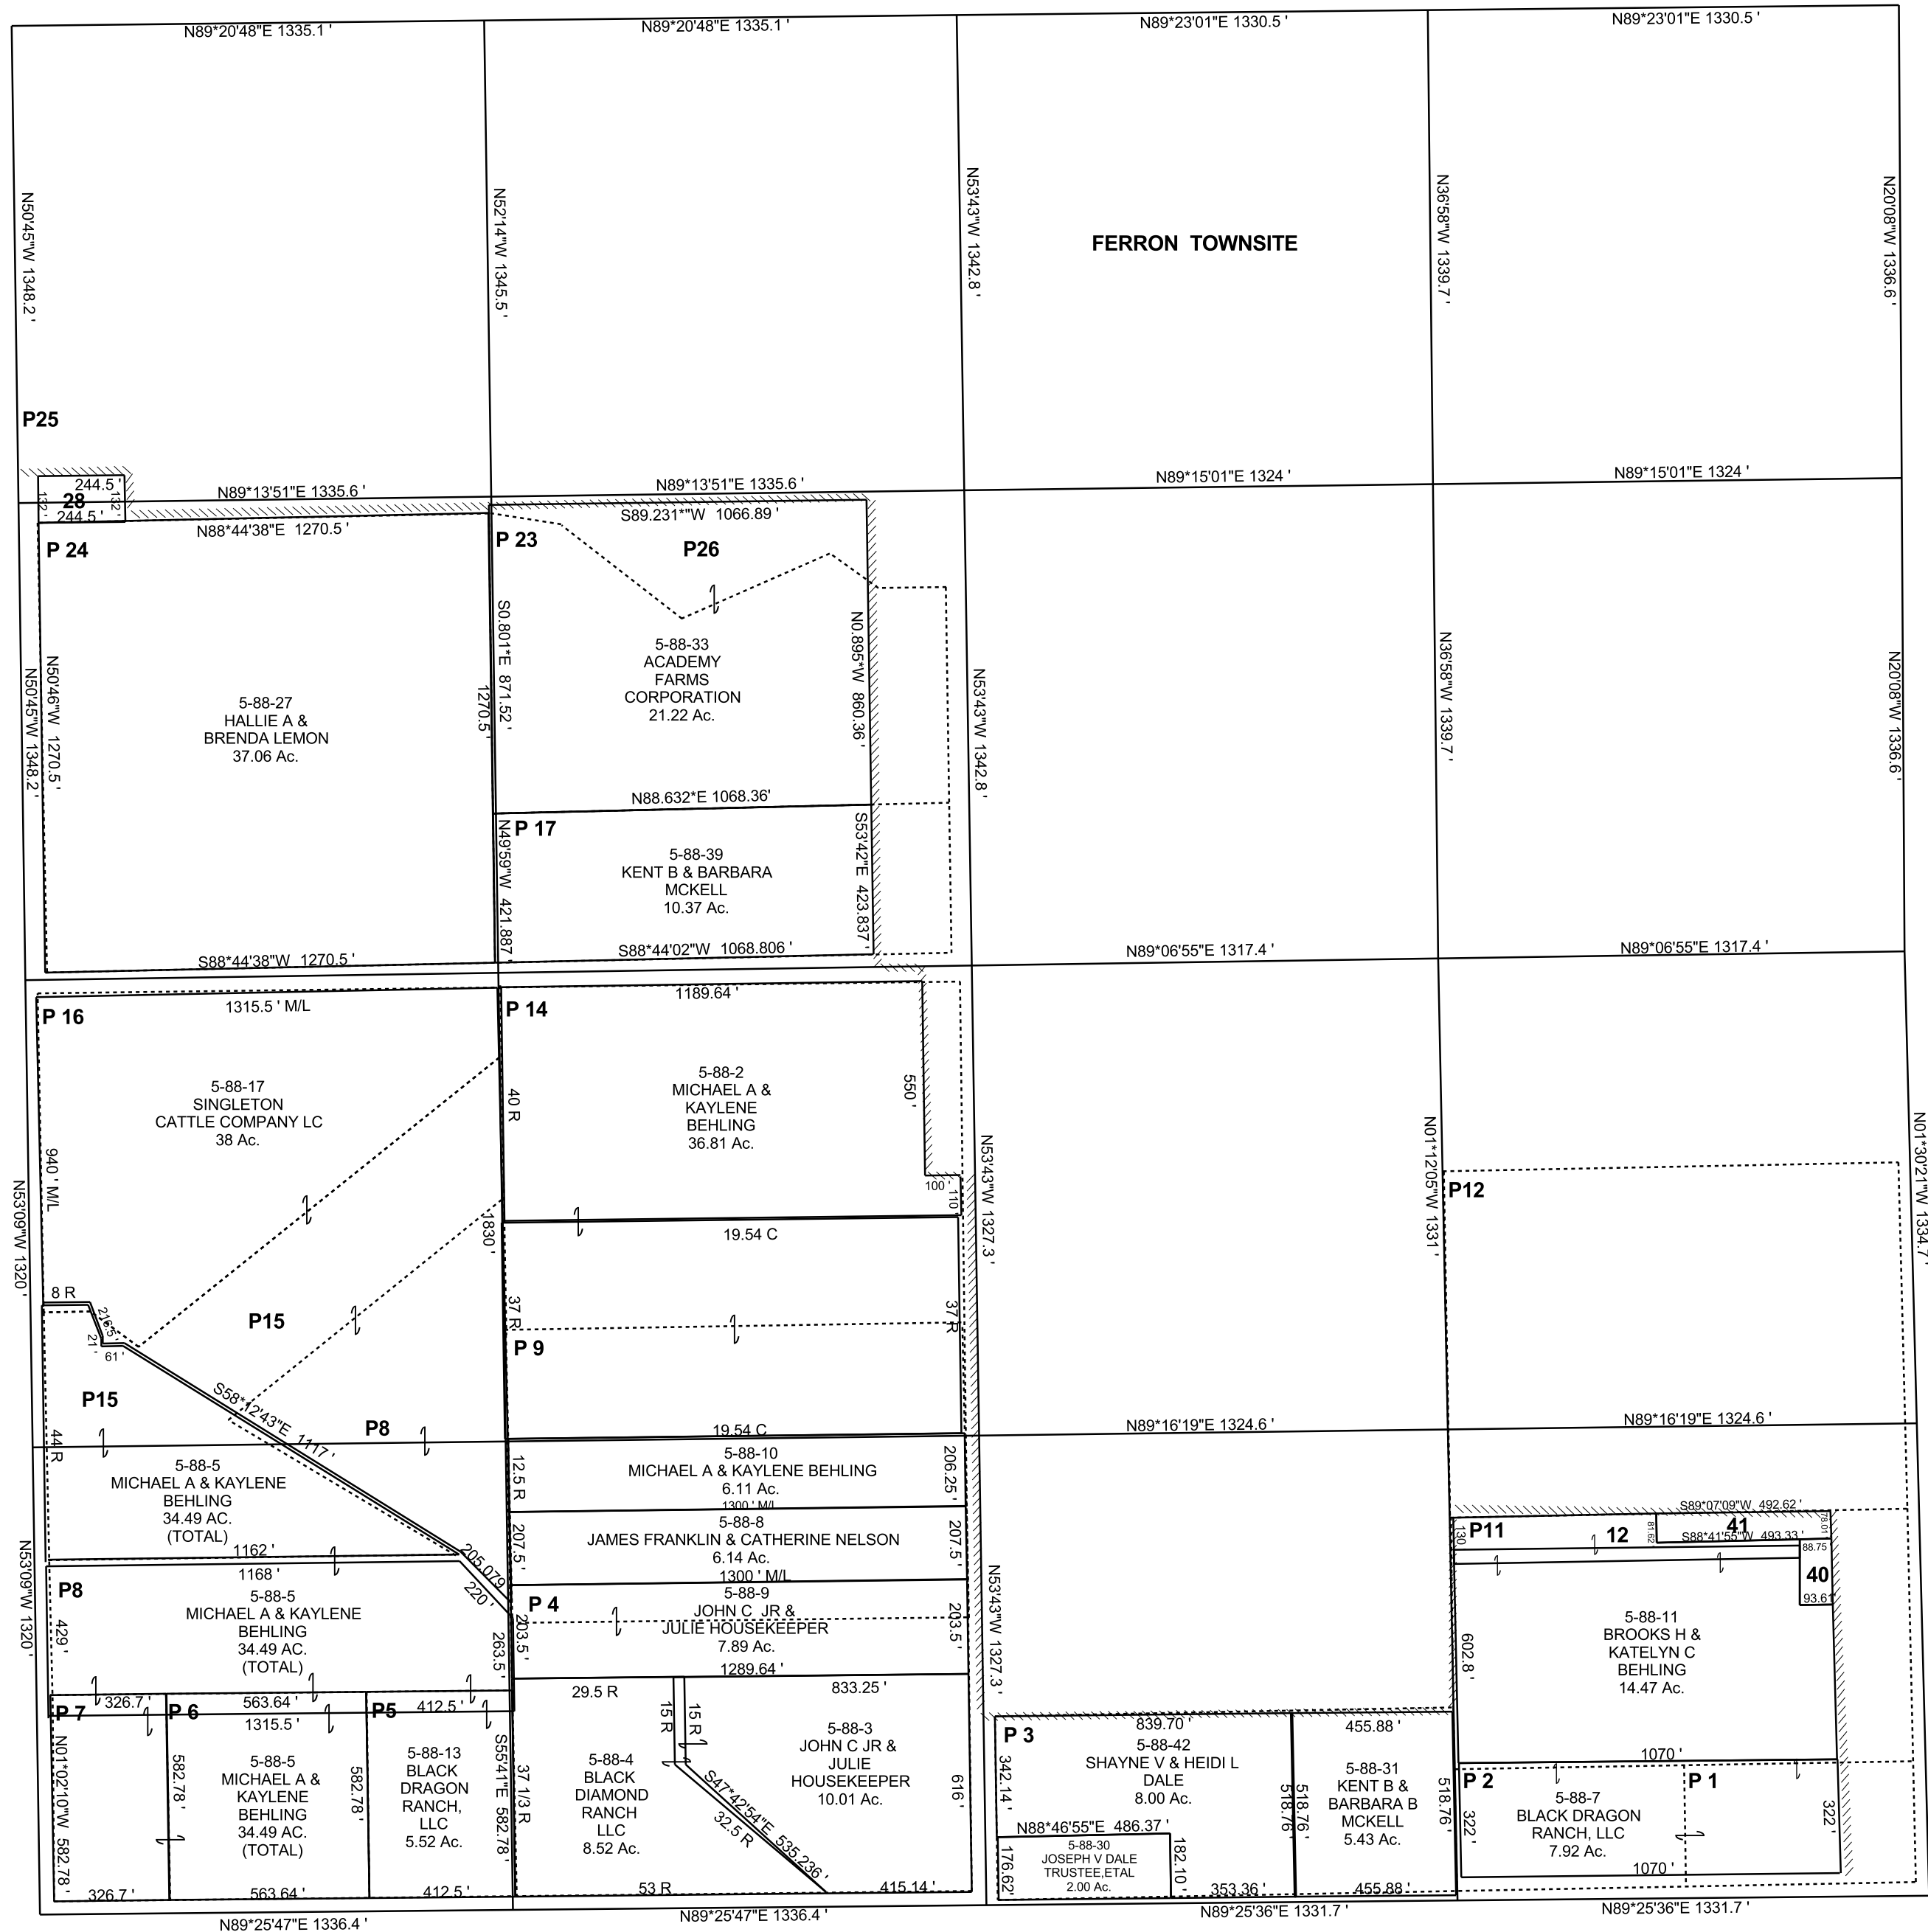 N89*20'48"E 1335.1 '
N89*20'48"E 1335.1 '
N89*23'01"E 1330.5 '
N89*23'01"E 1330.5 '
N50'45"W 1348.2 '
N52'14"W 1345.5 '
N53'43"W 1342.8 '
N36'58"W 1339.7 '
N20'08"W 1336.6 '
FERRON TOWNSITE
P25
244.5 '
132 '
28
132 '
244.5 '
N89*13'51"E 1335.6 '
N89*13'51"E 1335.6 '
N89*15'01"E 1324 '
N89*15'01"E 1324 '
N88*44'38"E 1270.5 '
S89.231*"W 1066.89 '
P 24
P 23
P26
N50'45"W 1348.2 '
N50'46"W 1270.5 '
5-88-27
HALLIE A &
BRENDA LEMON
37.06 Ac.
1270.5 '
S0.801*E 871.52 '
5-88-33
ACADEMY
FARMS
CORPORATION
21.22 Ac.
N0.895*W 860.36 '
N53'43"W 1342.8 '
N36'58"W 1339.7 '
N20'08"W 1336.6 '
N88.632*E 1068.36'
P 17
N49'59"W 421.887 '
5-88-39
KENT B & BARBARA
MCKELL
10.37 Ac.
S53'42"E 423.837 '
S88*44'38"W 1270.5 '
S88*44'02"W 1068.806 '
N89*06'55"E 1317.4 '
N89*06'55"E 1317.4 '
P 16
1315.5 ' M/L
P 14
1189.64 '
5-88-17
SINGLETON
CATTLE COMPANY LC
38 Ac.
940 ' M/L
40 R
5-88-2
MICHAEL A &
KAYLENE
BEHLING
36.81 Ac.
550 '
100 '
110 '
N53'09"W 1320 '
1830 '
N53'43"W 1327.3 '
N01*12'05"W 1331 '
P12
N01*30'21"W 1334.7 '
19.54 C
8 R
216.5 '
21 '
61 '
P15
37 R
37 R
P 9
P15
S58*12'43"E 1117 '
P8
44 R
19.54 C
N89*16'19"E 1324.6 '
N89*16'19"E 1324.6 '
5-88-5
MICHAEL A & KAYLENE
BEHLING
34.49 AC.
(TOTAL)
12.5 R
5-88-10
MICHAEL A & KAYLENE BEHLING
6.11 Ac.
1300 ' M/L
206.25 '
207.5 '
5-88-8
JAMES FRANKLIN & CATHERINE NELSON
6.14 Ac.
1300 ' M/L
207.5 '
S89*07'09"W 492.62 '
130 '
P11
12
81.62
41
78.01
S88*41'55"W 493.33 '
88.75
40
93.61
N53'09"W 1320 '
1162 '
1168 '
205.079
220 '
P8
429 '
5-88-5
MICHAEL A & KAYLENE
BEHLING
34.49 AC.
(TOTAL)
263.5 '
P 4
203.5 '
5-88-9
JOHN C JR &
JULIE HOUSEKEEPER
7.89 Ac.
1289.64 '
203.5 '
N53'43"W 1327.3 '
602.8 '
5-88-11
BROOKS H &
KATELYN C
BEHLING
14.47 Ac.
326.7 '
563.64 '
412.5 '
P 7
P 6
1315.5 '
P5
N01*02'10"W 582.78 '
582.78 '
5-88-5
MICHAEL A &
KAYLENE
BEHLING
34.49 AC.
(TOTAL)
582.78 '
5-88-13
BLACK
DRAGON
RANCH,
LLC
5.52 Ac.
S55'41"E 582.78 '
326.7 '
563.64 '
412.5 '
29.5 R
15 R
15 R
833.25 '
37 1/3 R
5-88-4
BLACK
DIAMOND
RANCH
LLC
8.52 Ac.
S47*42'54"E 535.236 '
32.5 R
5-88-3
JOHN C JR &
JULIE
HOUSEKEEPER
10.01 Ac.
616 '
53 R
415.14 '
P 3
839.70 '
342.14 '
5-88-42
SHAYNE V & HEIDI L
DALE
8.00 Ac.
518.76 '
N88*46'55"E 486.37 '
176.62 '
5-88-30
JOSEPH V DALE
TRUSTEE,ETAL
2.00 Ac.
182.10 '
353.36 '
455.88 '
518.76 '
5-88-31
KENT B &
BARBARA B
MCKELL
5.43 Ac.
518.76 '
455.88 '
1070 '
P 2
P 1
322 '
5-88-7
BLACK DRAGON
RANCH, LLC
7.92 Ac.
322 '
1070 '
N89*25'47"E 1336.4 '
N89*25'47"E 1336.4 '
N89*25'36"E 1331.7 '
N89*25'36"E 1331.7 '